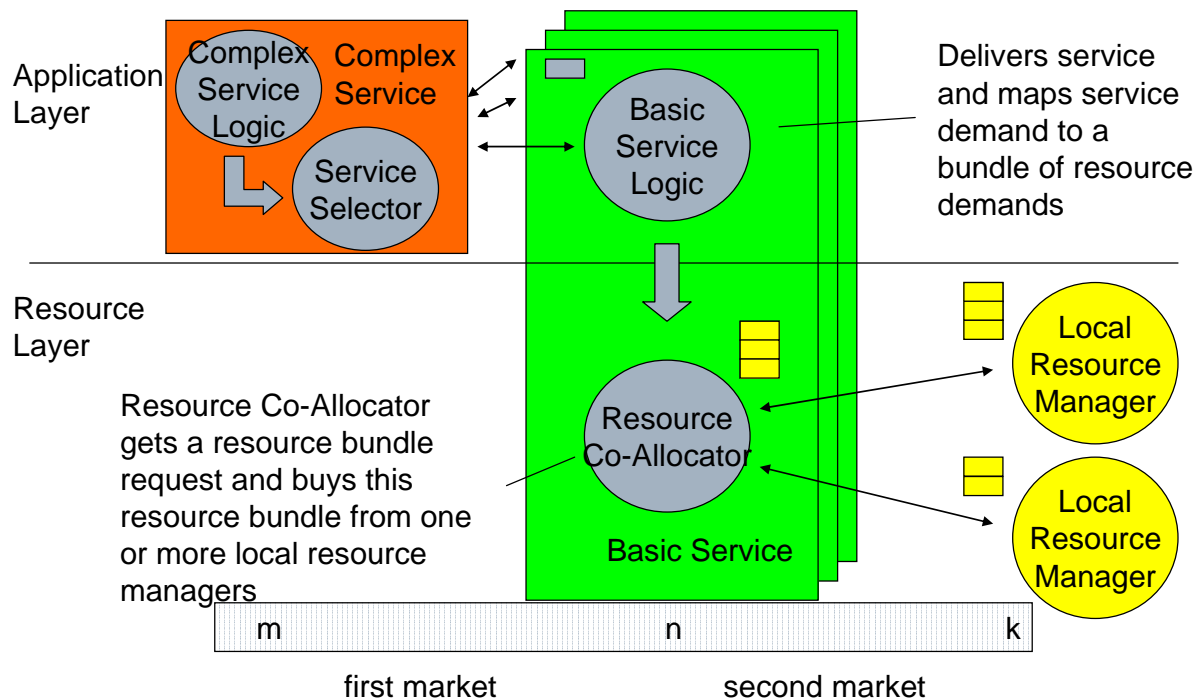 Application
Layer
Complex
Service
Logic
Complex
Service
Service
Selector
Basic
Service
Logic
Delivers service
and maps service
demand to a
bundle of resource
demands
Resource
Layer
Resource Co-Allocator
gets a resource bundle
request and buys this
resource bundle from one
or more local resource
managers
Resource
Co-Allocator
Basic Service
Local
Resource
Manager
Local
Resource
Manager
m
n
k
first market
second market